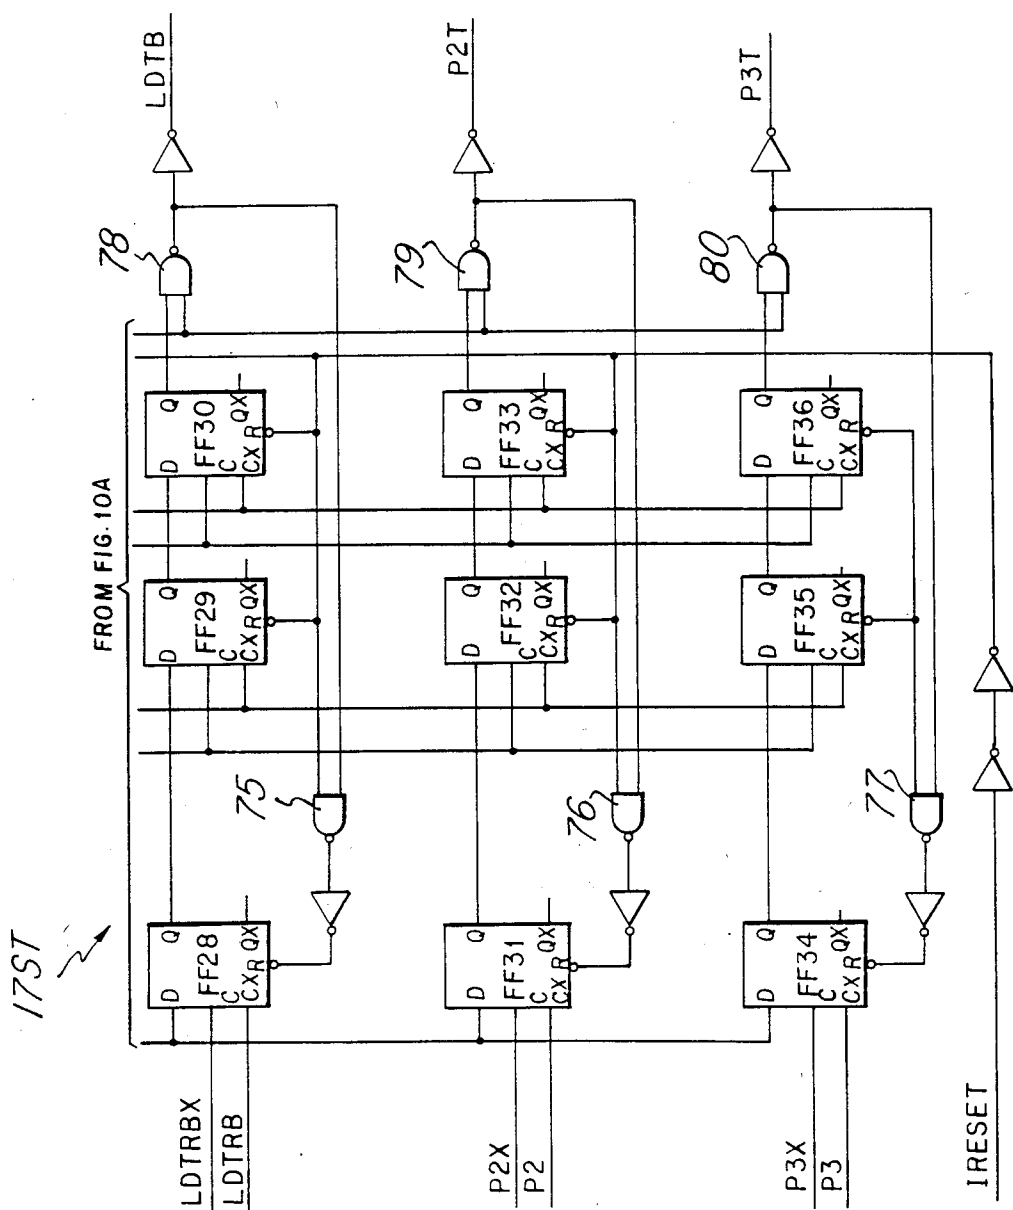 17ST
FROM FIG. 10A
LDTRBX
LDTRB
D
Q
FF28
C
CX
R
QX
D
Q
FF29
C
CX
R
QX
D
Q
FF30
C
CX
R
QX
75
78
LDTB
P2X
P2
D
Q
FF31
C
CX
R
QX
D
Q
FF32
C
CX
R
QX
D
Q
FF33
C
CX
R
QX
76
79
P2T
P3X
P3
D
Q
FF34
C
CX
R
QX
D
Q
FF35
C
CX
R
QX
D
Q
FF36
C
CX
R
QX
77
80
P3T
IRESET